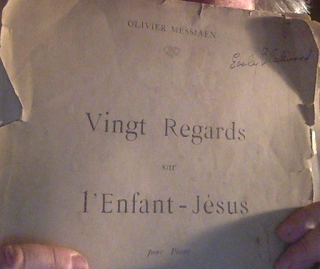 OLIVIER MESSIAEN
Vingt Regards
sur
l'Enfant-Jésus
pour Piano